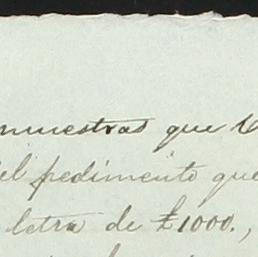 muestras que V
el pedimento que
letra de £1000.,